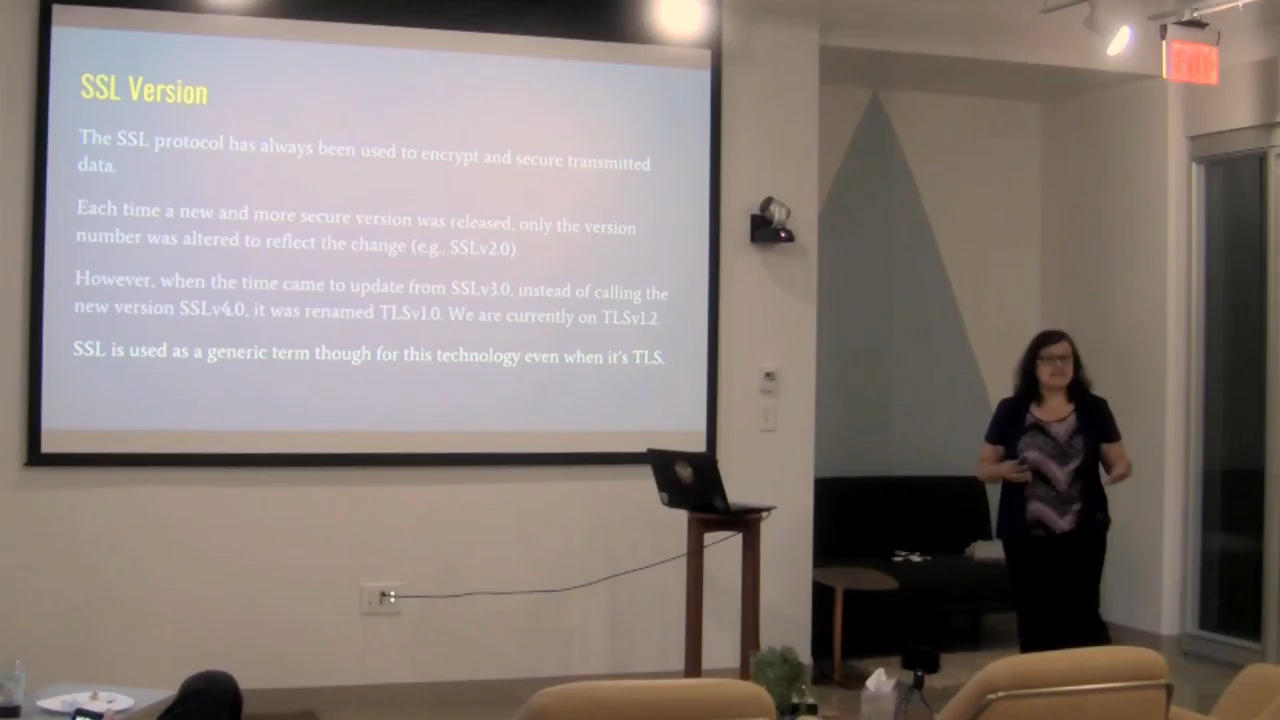 SSL Version
The SSL protocol has always been used to encrypt and secure transmitted
data.
Each time a new and more secure version was released, only the version
number was altered to reflect the change (e.g., SSLv2.0).
However, when the time came to update from SSLv3.0, instead of calling the
new version SSLv4.0, it was renamed TLSv1.0. We are currently on TLSv1.2.
SSL is used as a generic term though for this technology even when it's TLS.
EXIT